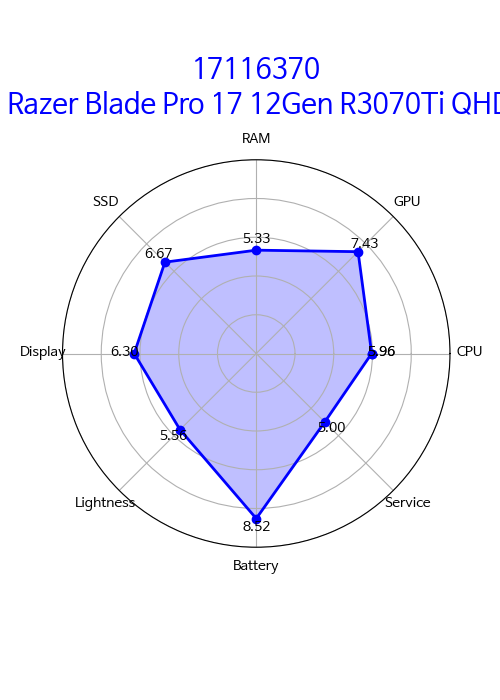 17116370
Razer Blade Pro 17 12Gen R3070Ti QHD
RAM
SSD
GPU
5.33
7.43
6.67
Display
6.30
5.96
CPU
5.56
5.00
Lightness
Service
8.52
Battery